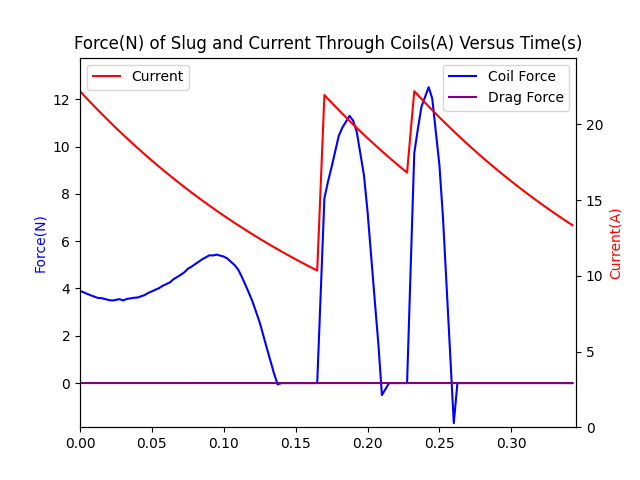 Force(N) of Slug and Current Through Coils(A) Versus Time(s)
Current
Coil Force
Drag Force
Force(N)
12
10
8
6
4
2
0
20
15
10
5
0
Current(A)
0.00 0.05 0.10 0.15 0.20 0.25 0.30